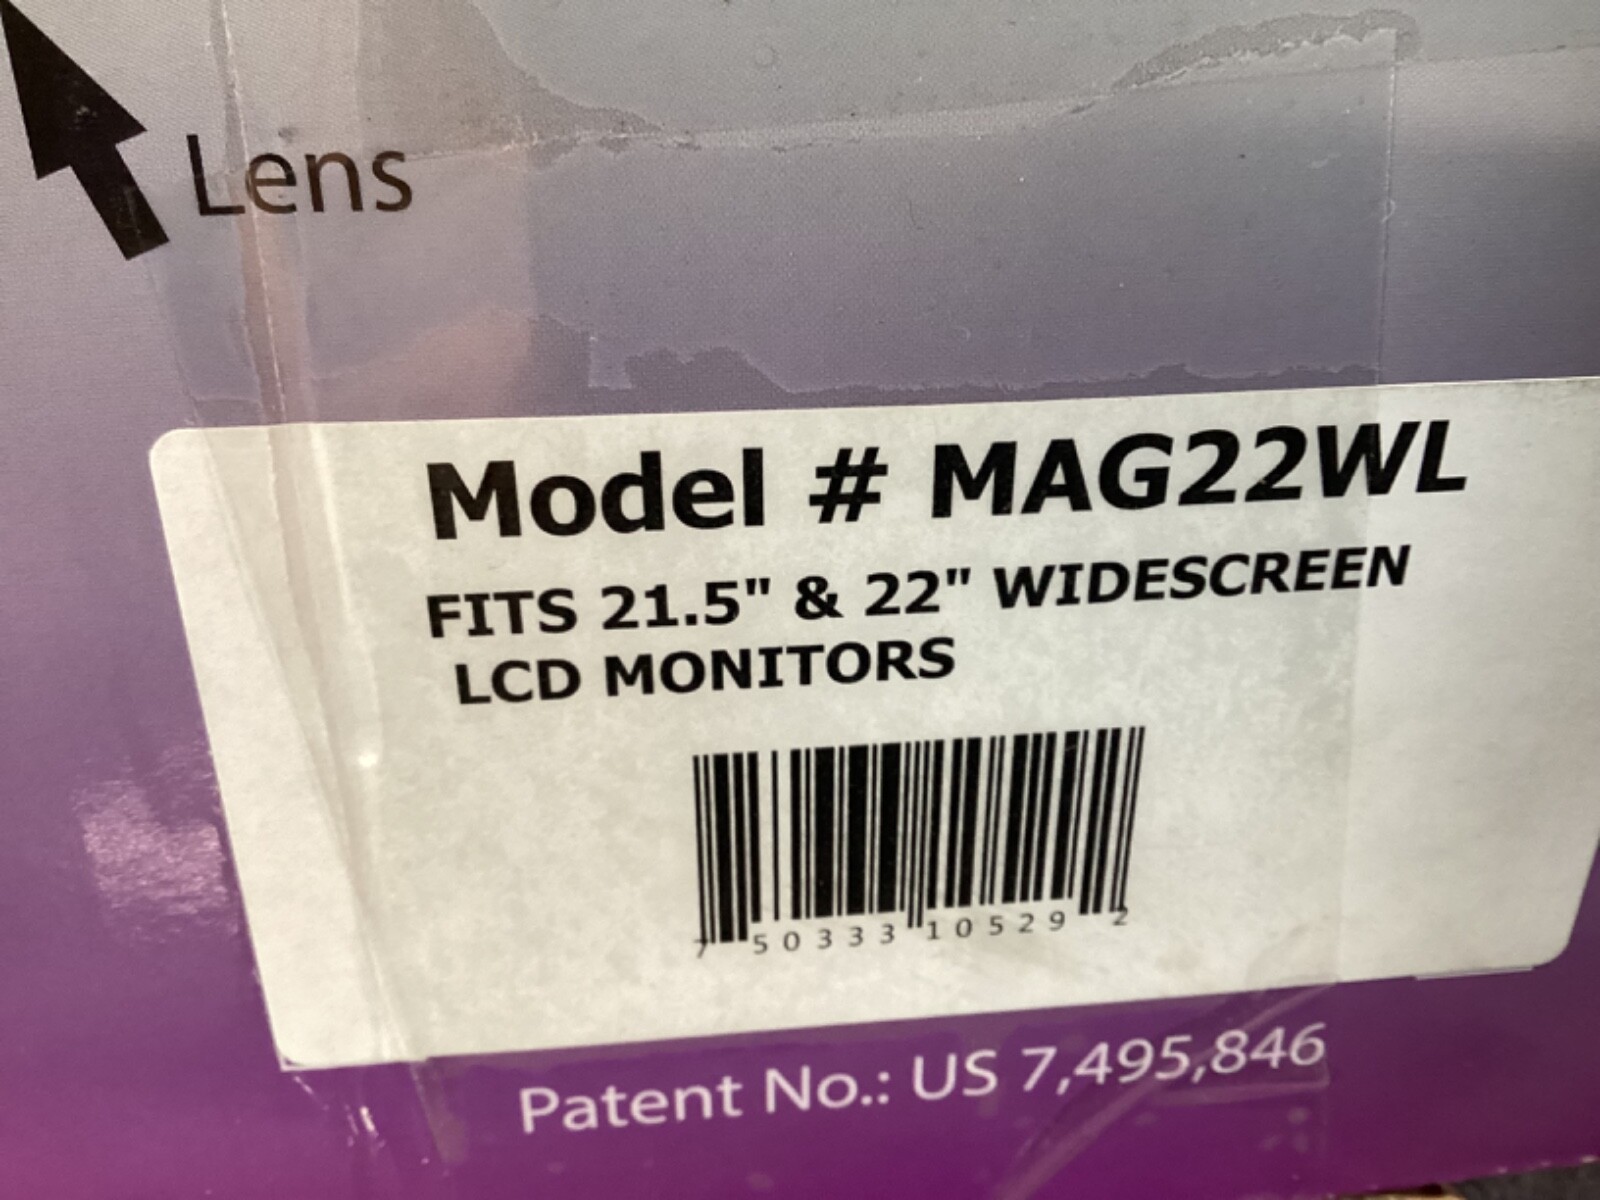 Lens
Model # MAG22WL
FITS 21.5" & 22" WIDESCREEN
LCD MONITORS
7 50333 10529 2
Patent No.: US 7,495,846